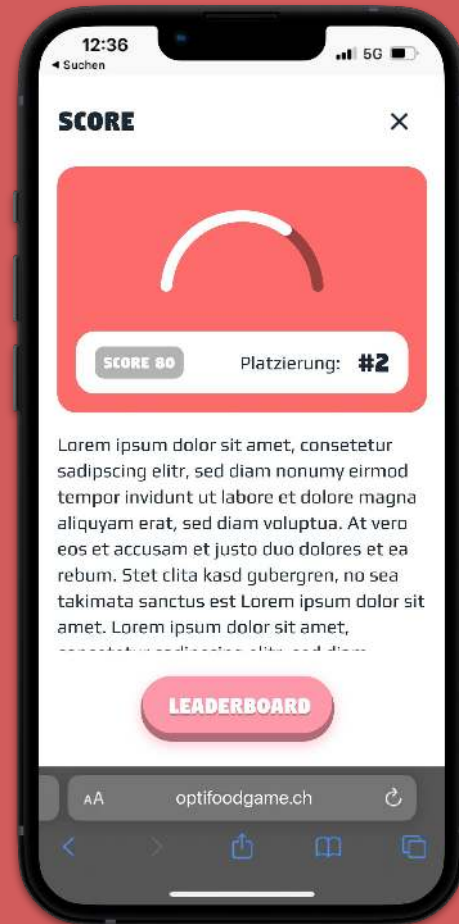 12:36
Suchen
5G
SCORE
SCORE 80
Platzierung: #2
Lorem ipsum dolor sit amet, consetetur
sadipscing elitr, sed diam nonumy eirmod
tempor invidunt ut labore et dolore magna
aliquyam erat, sed diam voluptua. At vero
eos et accusam et justo duo dolores et ea
rebum. Stet clita kasd gubergren, no sea
takimata sanctus est Lorem ipsum dolor sit
amet. Lorem ipsum dolor sit amet,
LEADERBOARD
AA
optifoodgame.ch